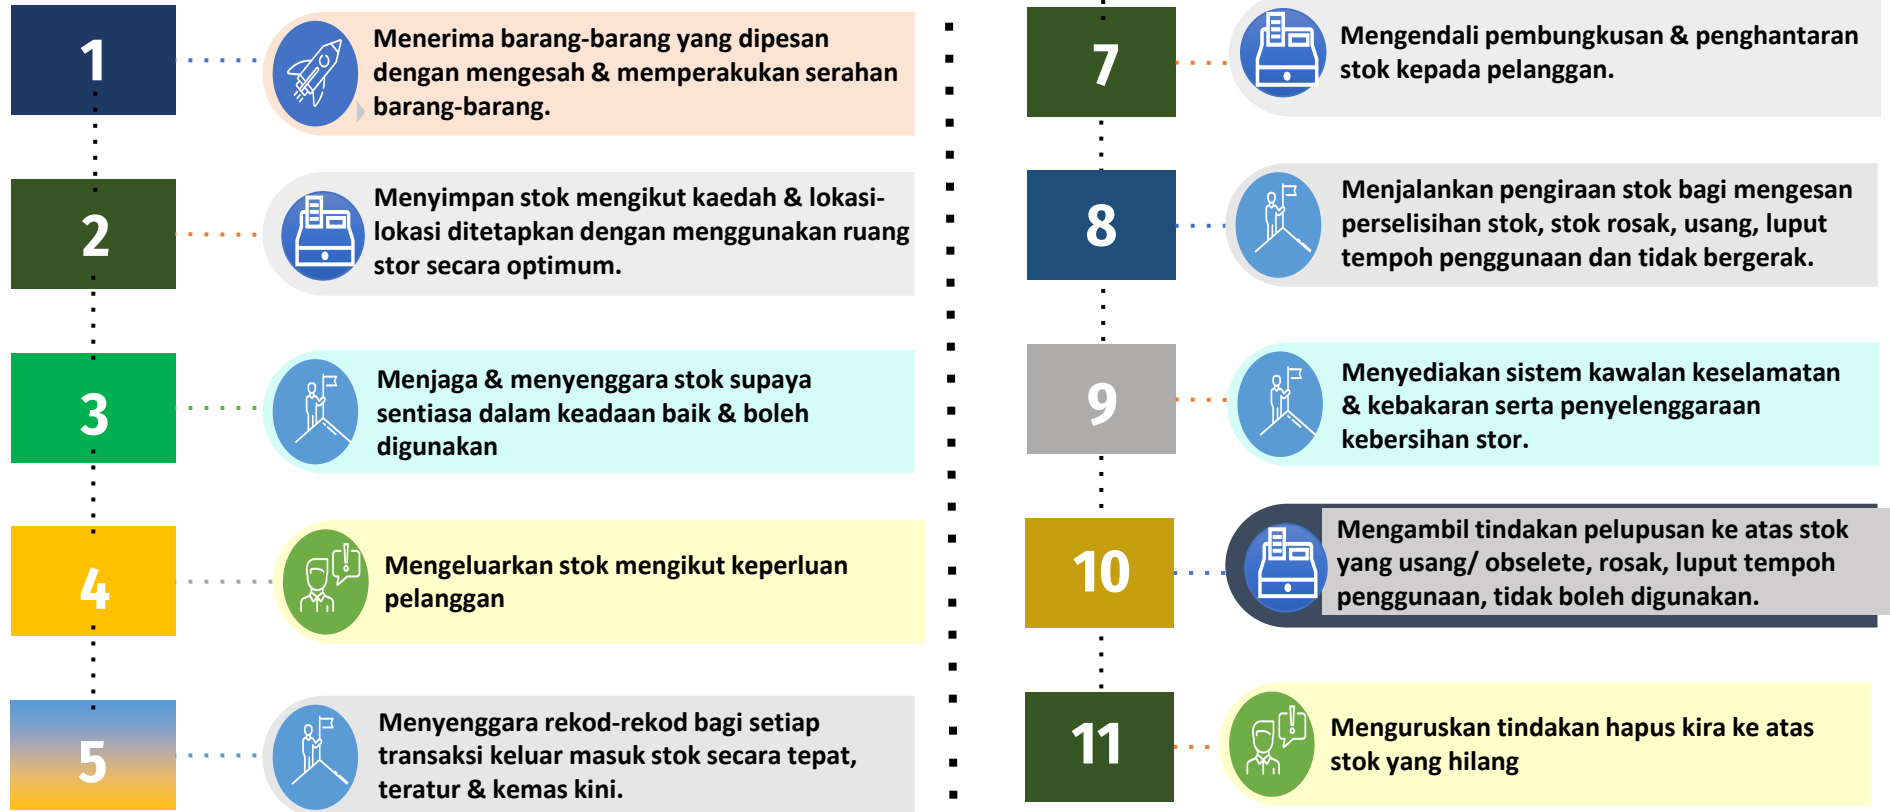 1
Menerima barang-barang yang dipesan
dengan mengesah & memperakukan serahan
barang-barang.
2
Menyimpan stok mengikut kaedah & lokasi-
lokasi ditetapkan dengan menggunakan ruang
stor secara optimum.
3
Menjaga & menyenggara stok supaya
sentiasa dalam keadaan baik & boleh
digunakan
4
Mengeluarkan stok mengikut keperluan
pelanggan
5
Menyenggara rekod-rekod bagi setiap
transaksi keluar masuk stok secara tepat,
teratur & kemas kini.
7
Mengendali pembungkusan & penghantaran
stok kepada pelanggan.
8
Menjalankan pengiraan stok bagi mengesan
perselisihan stok, stok rosak, usang, luput
tempoh penggunaan dan tidak bergerak.
9
Menyediakan sistem kawalan keselamatan
& kebakaran serta penyelenggaraan
kebersihan stor.
10
Mengambil tindakan pelupusan ke atas stok
yang usang/ obselete, rosak, luput tempoh
penggunaan, tidak boleh digunakan.
11
Menguruskan tindakan hapus kira ke atas
stok yang hilang